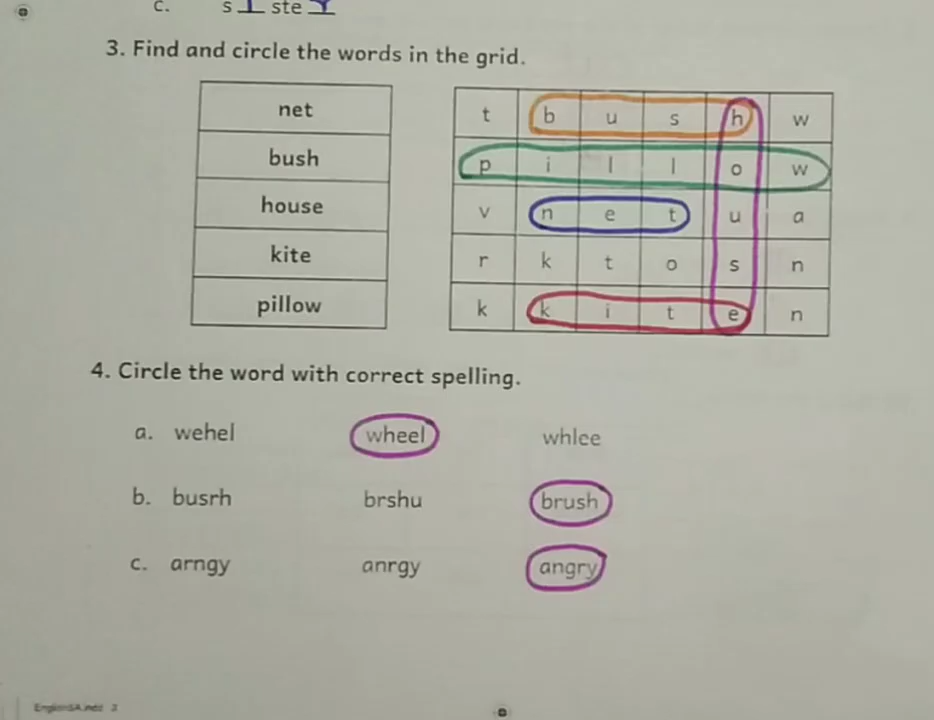 c. s I ste r
3. Find and circle the words in the grid.
net
bush
house
kite
pillow
t b u s h w
p i l l o w
v n e t u a
r k t o s n
k k i t e n
4. Circle the word with correct spelling.
a. wehel wheel whlee
b. busrh brshu brush
c. arngy anrgy angry